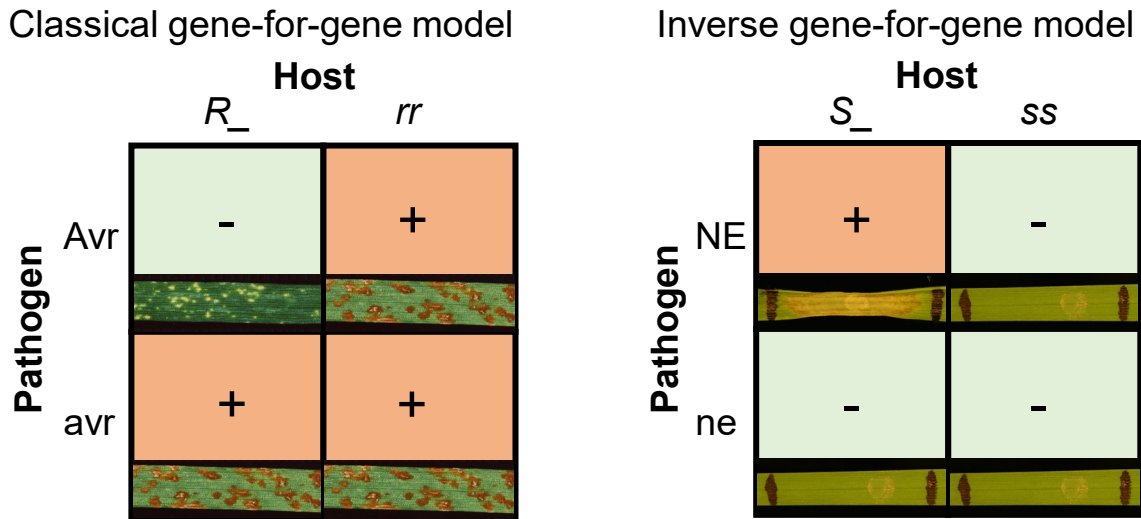 Classical gene-for-gene model
Host
R_ rr
Pathogen
Avr - +
avr + +
Inverse gene-for-gene model
Host
S_ ss
Pathogen
NE + -
ne - -